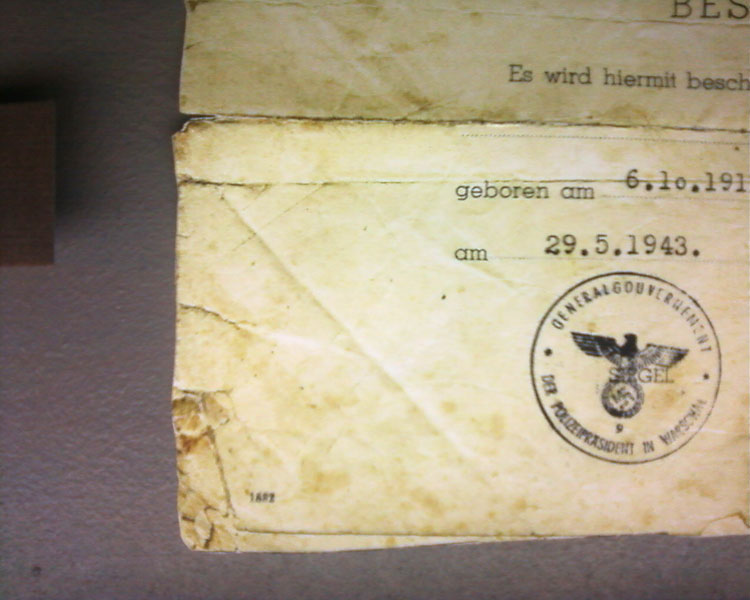 BES
Es wird hiermit besch
geboren am 6.1o.191
am 29.5.1943.
GENERALGOUVERNEMENT
SIEGEL
9
DER POLIZEIPRÄSIDENT IN WARSCHAU